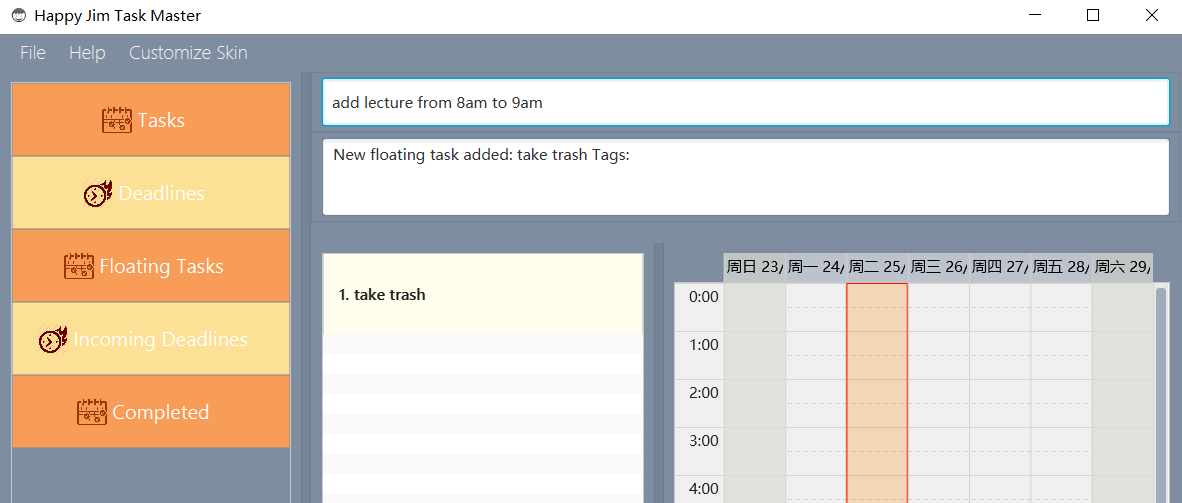 Happy Jim Task Master
File Help Customize Skin
Tasks
Deadlines
Floating Tasks
Incoming Deadlines
Completed
add lecture from 8am to 9am
New floating task added: take trash Tags:
1. take trash
周日 23/ 周一 24/ 周二 25/ 周三 26/ 周四 27/ 周五 28/ 周六 29/
0:00
1:00
2:00
3:00
4:00